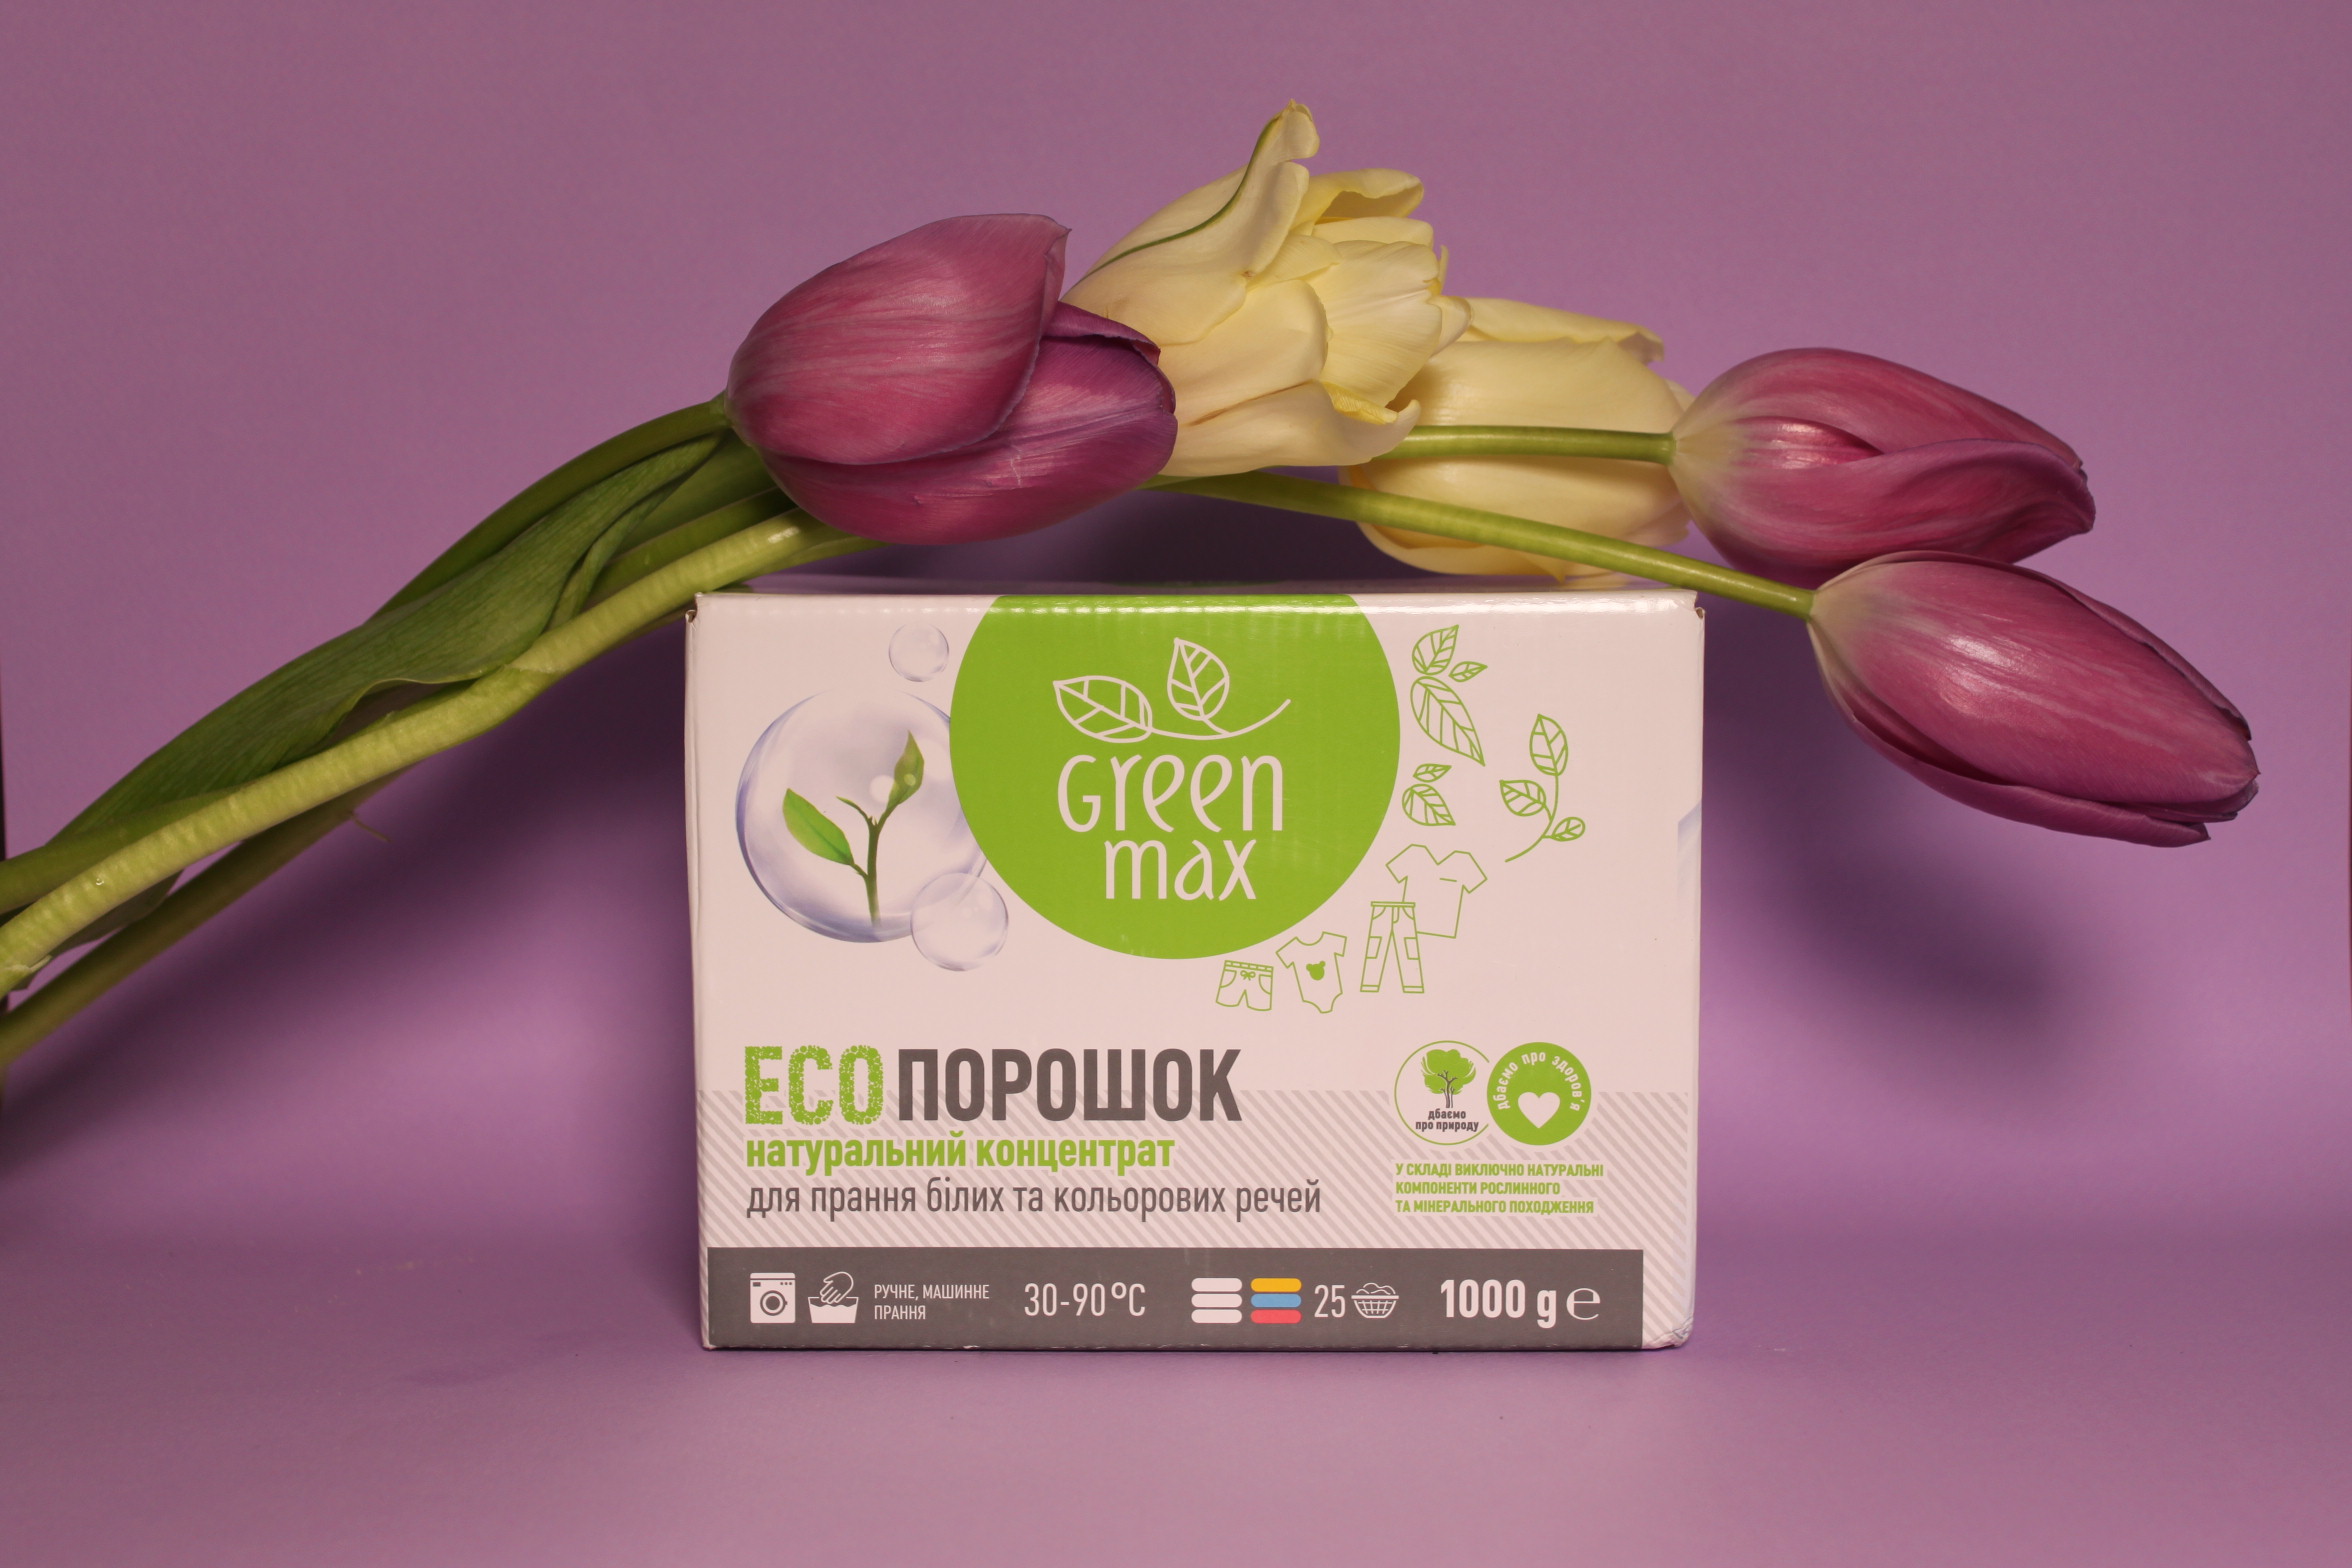 Green
max
ECO ПОРОШОК
натуральний концентрат
для прання білих та кольорових речей
дбаємо
про природу
дбаємо про здоров'я
У СКЛАДІ ВИКЛЮЧНО НАТУРАЛЬНІ
КОМПОНЕНТИ РОСЛИННОГО
ТА МІНЕРАЛЬНОГО ПОХОДЖЕННЯ
РУЧНЕ, МАШИННЕ
ПРАННЯ
30-90°C
25
1000 g ℮